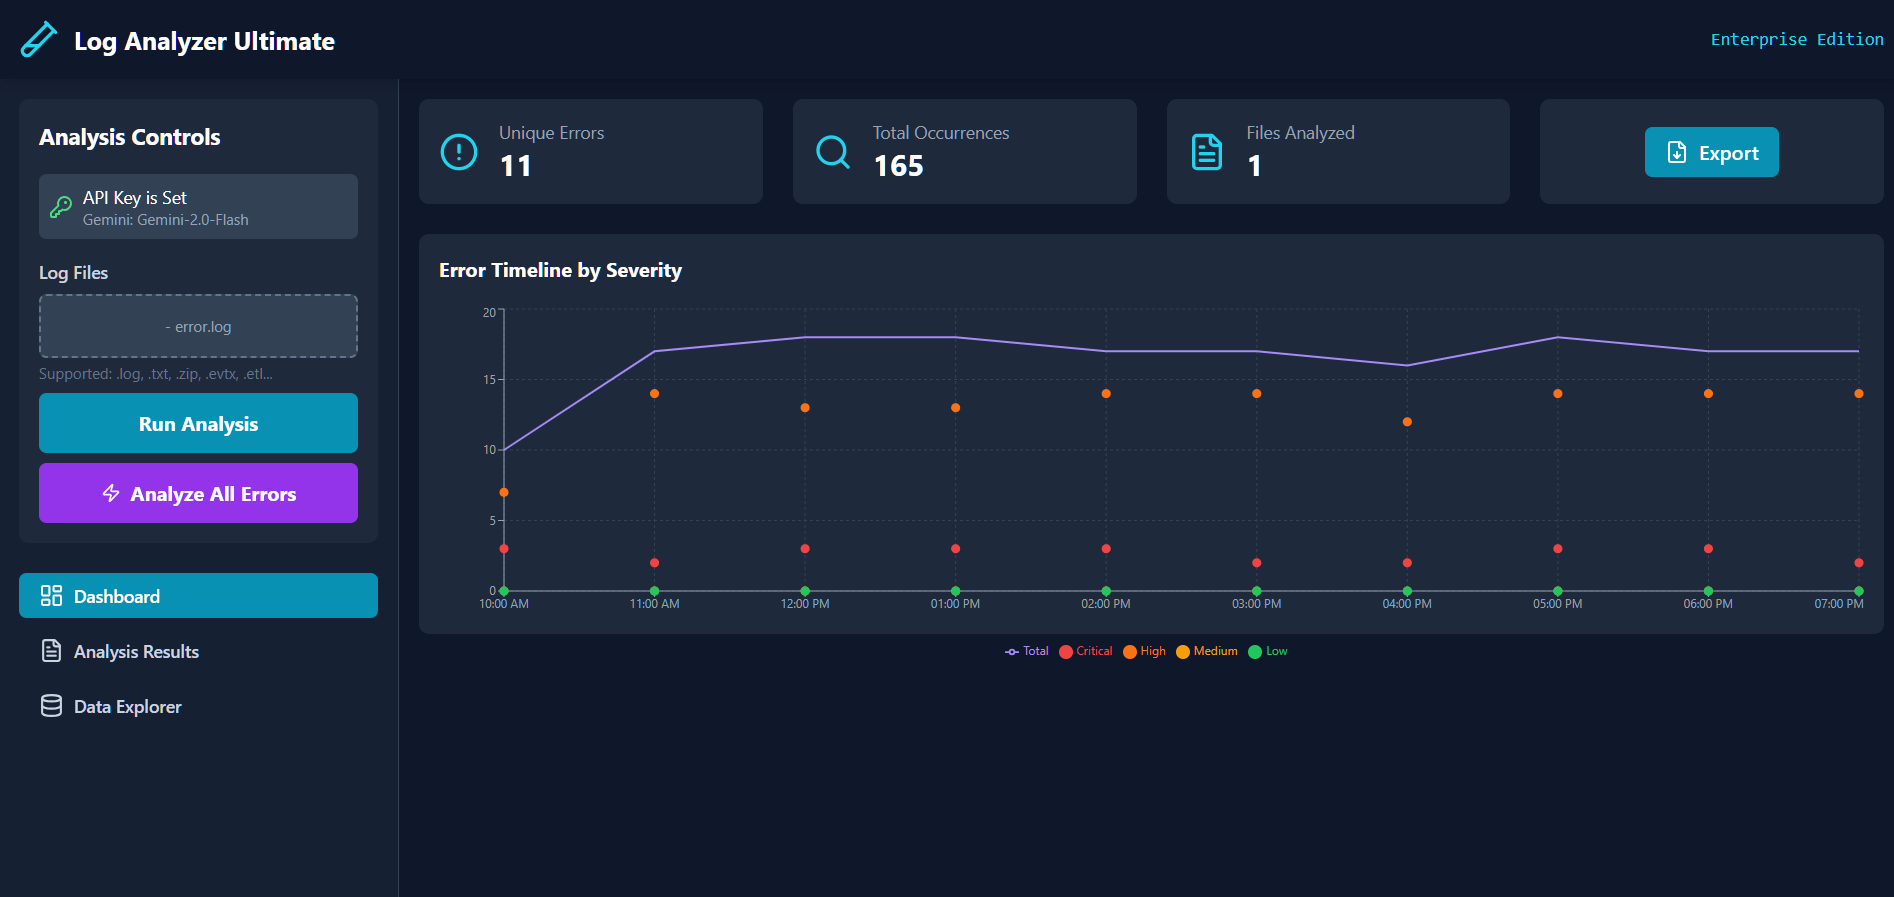 Log Analyzer Ultimate
Enterprise Edition
Analysis Controls
API Key is Set
Gemini: Gemini-2.0-Flash
Log Files
- error.log
Supported: .log, .txt, .zip, .evtx, .etl...
Run Analysis
Analyze All Errors
Dashboard
Analysis Results
Data Explorer
Unique Errors
11
Total Occurrences
165
Files Analyzed
1
Export
Error Timeline by Severity
20
15
10
5
0
10:00 AM 11:00 AM 12:00 PM 01:00 PM 02:00 PM 03:00 PM 04:00 PM 05:00 PM 06:00 PM 07:00 PM
Total Critical High Medium Low